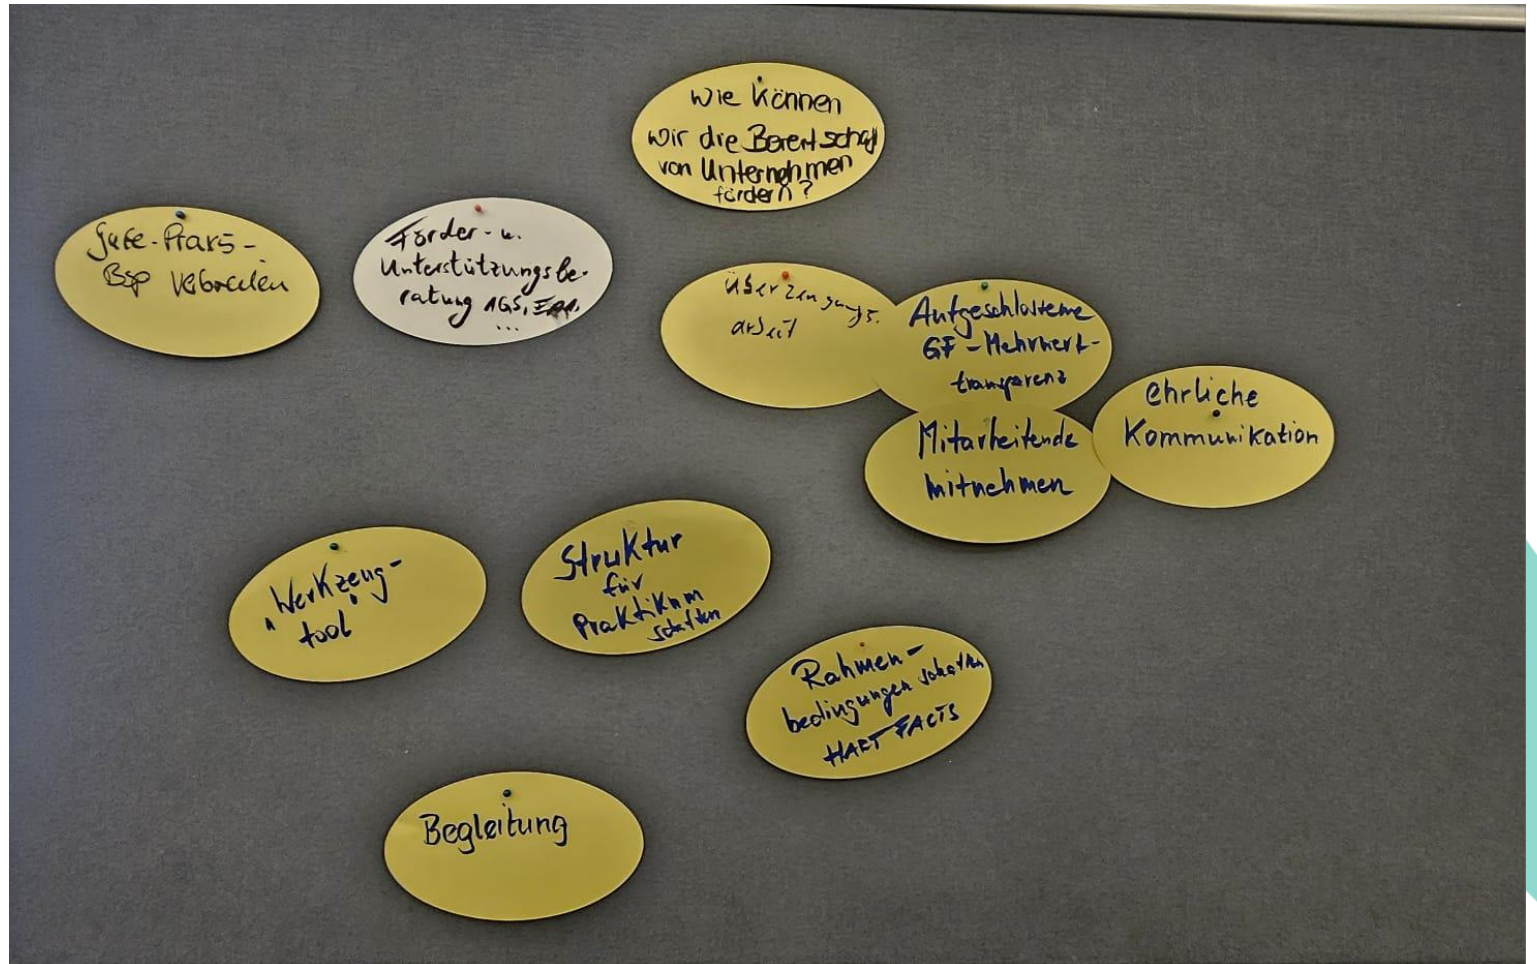 Wie können
wir die Bereitschaft
von Unternehmen
fördern?
Gute-Praxis-
Bsp verbreiten
Förder- u.
Unterstützungsbe-
ratung AGS,
...
Überzeugungs-
arbeit
Aufgeschlossene
GF - Mehrwert-
transparenz
Mitarbeitende
mitnehmen
ehrliche
Kommunikation
"Werkzeug-
tool"
Struktur
für
Praktikum
schaffen
Rahmen-
bedingungen schaffen
HART FACTS
Begleitung